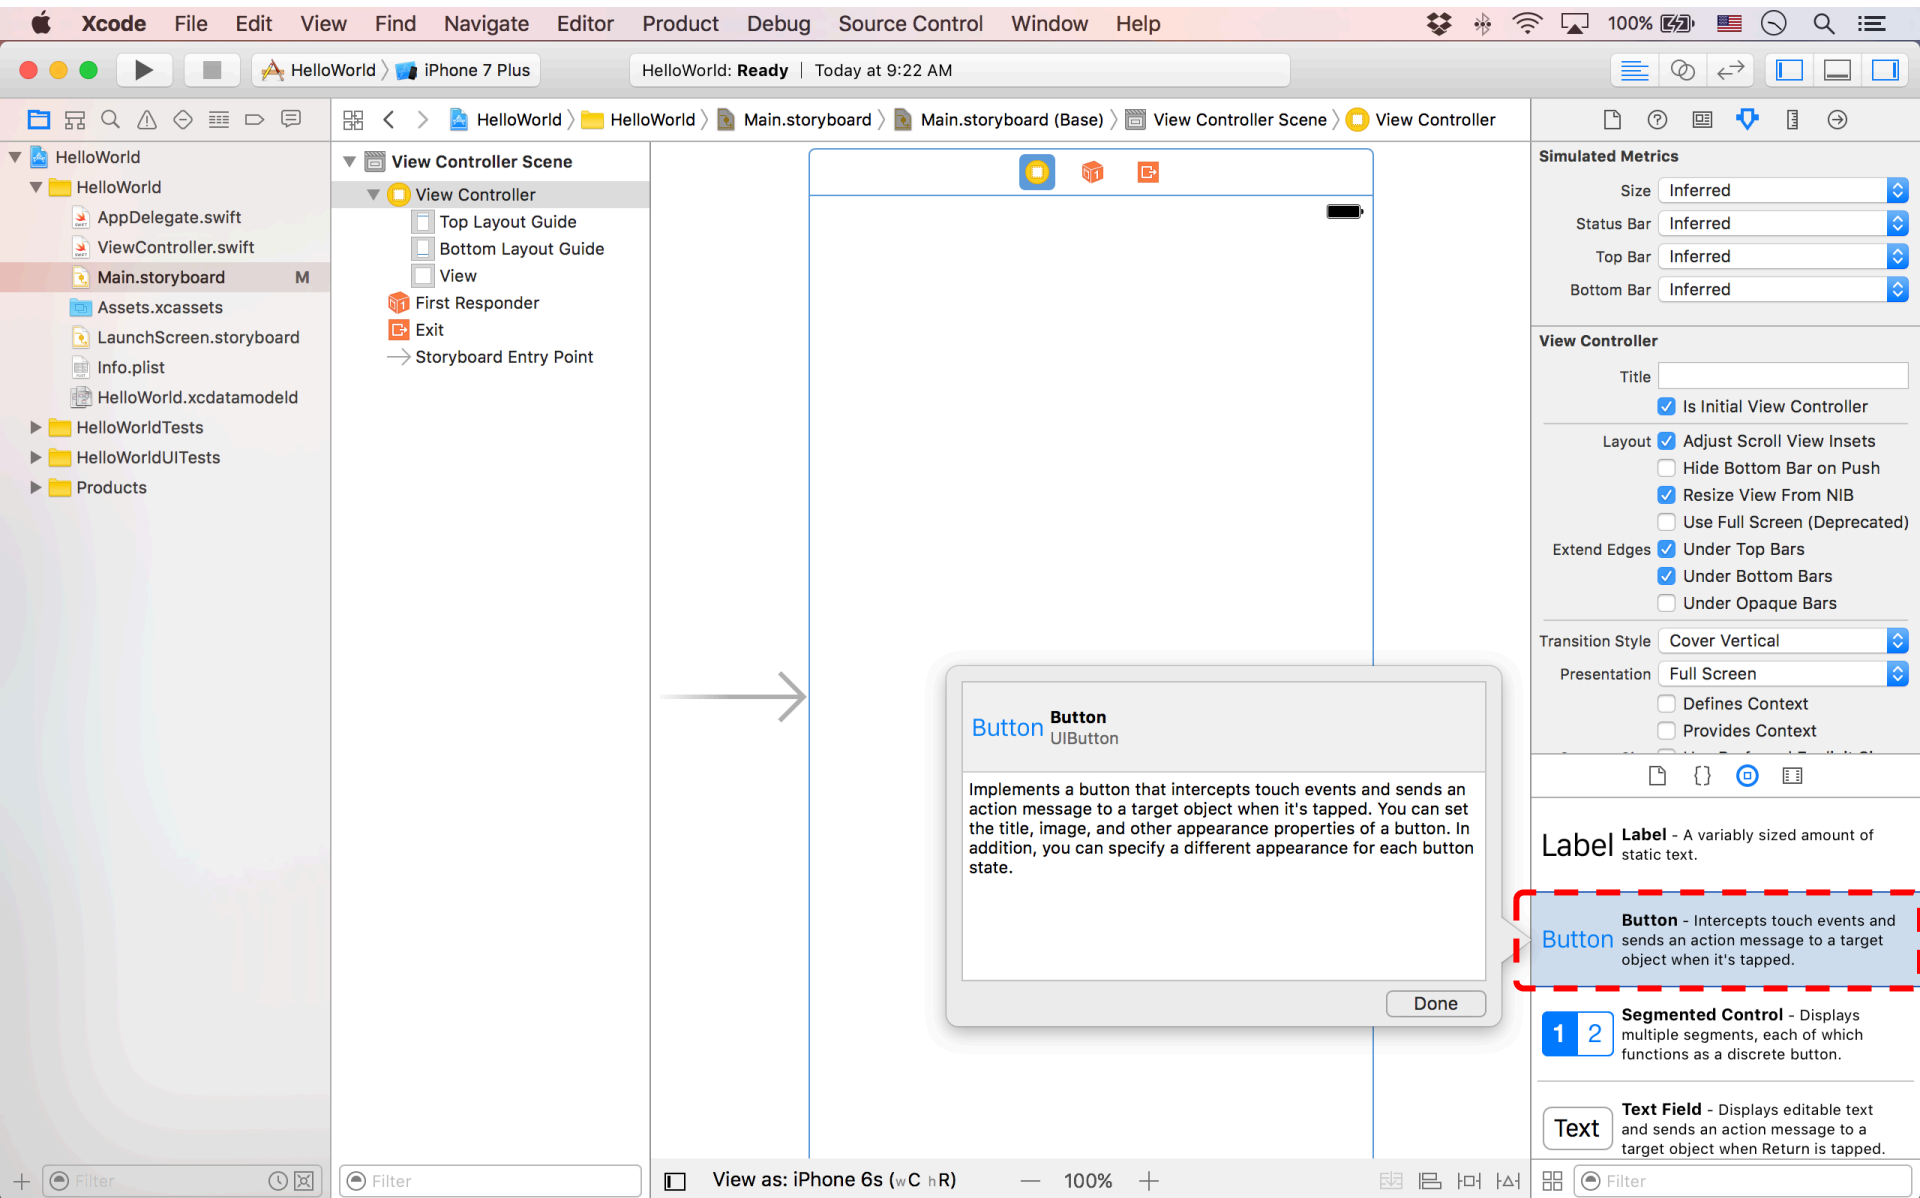 Xcode File Edit View Find Navigate Editor Product Debug Source Control Window Help 100%
HelloWorld iPhone 7 Plus HelloWorld: Ready | Today at 9:22 AM
HelloWorld HelloWorld Main.storyboard Main.storyboard (Base) View Controller Scene View Controller
HelloWorld
HelloWorld
AppDelegate.swift
ViewController.swift
Main.storyboard M
Assets.xcassets
LaunchScreen.storyboard
Info.plist
HelloWorld.xcdatamodeld
HelloWorldTests
HelloWorldUITests
Products
Filter
View Controller Scene
View Controller
Top Layout Guide
Bottom Layout Guide
View
First Responder
Exit
Storyboard Entry Point
Filter
Button Button
UIButton
Implements a button that intercepts touch events and sends an
action message to a target object when it's tapped. You can set
the title, image, and other appearance properties of a button. In
addition, you can specify a different appearance for each button
state.
Done
View as: iPhone 6s (wC hR) — 100% +
Simulated Metrics
Size Inferred
Status Bar Inferred
Top Bar Inferred
Bottom Bar Inferred
View Controller
Title
Is Initial View Controller
Layout Adjust Scroll View Insets
Hide Bottom Bar on Push
Resize View From NIB
Use Full Screen (Deprecated)
Extend Edges Under Top Bars
Under Bottom Bars
Under Opaque Bars
Transition Style Cover Vertical
Presentation Full Screen
Defines Context
Provides Context
{}
Label Label - A variably sized amount of
static text.
Button Button - Intercepts touch events and
sends an action message to a target
object when it's tapped.
1 2 Segmented Control - Displays
multiple segments, each of which
functions as a discrete button.
Text Text Field - Displays editable text
and sends an action message to a
target object when Return is tapped.
Filter